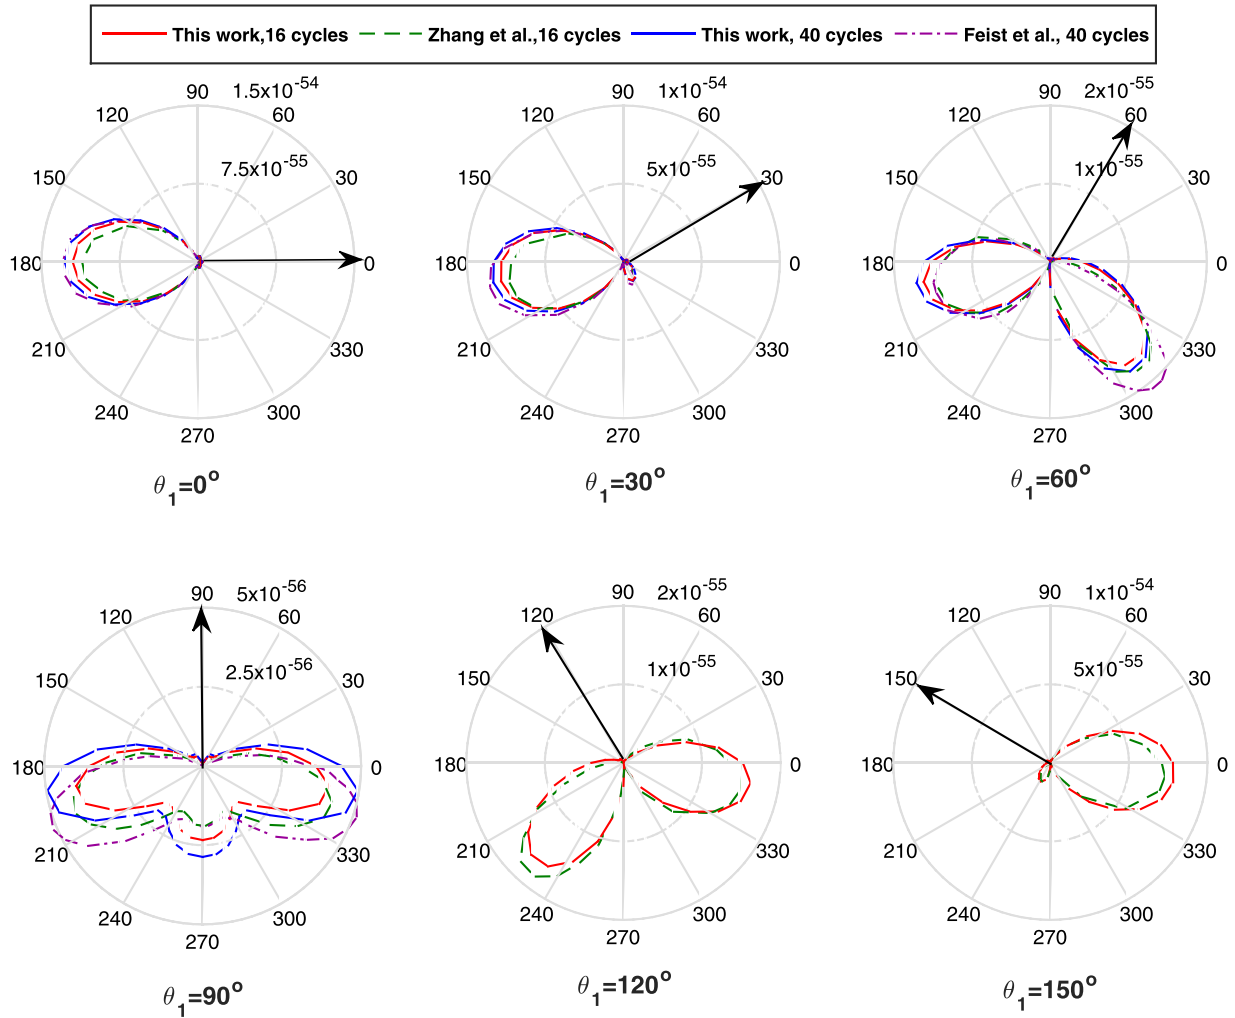 This work,16 cycles Zhang et al.,16 cycles This work, 40 cycles Feist et al., 40 cycles
90 1.5x10^-54
120 60
7.5x10^-55
150 30
180 0
210 330
240 300
270
θ1=0°
90 1x10^-54
120 60
5x10^-55
150 30
180 0
210 330
240 300
270
θ1=30°
90 2x10^-55
120 60
1x10^-55
150 30
180 0
210 330
240 300
270
θ1=60°
90 5x10^-56
120 60
2.5x10^-56
150 30
180 0
210 330
240 300
270
θ1=90°
90 2x10^-55
120 60
1x10^-55
150 30
180 0
210 330
240 300
270
θ1=120°
90 1x10^-54
120 60
5x10^-55
150 30
180 0
210 330
240 300
270
θ1=150°